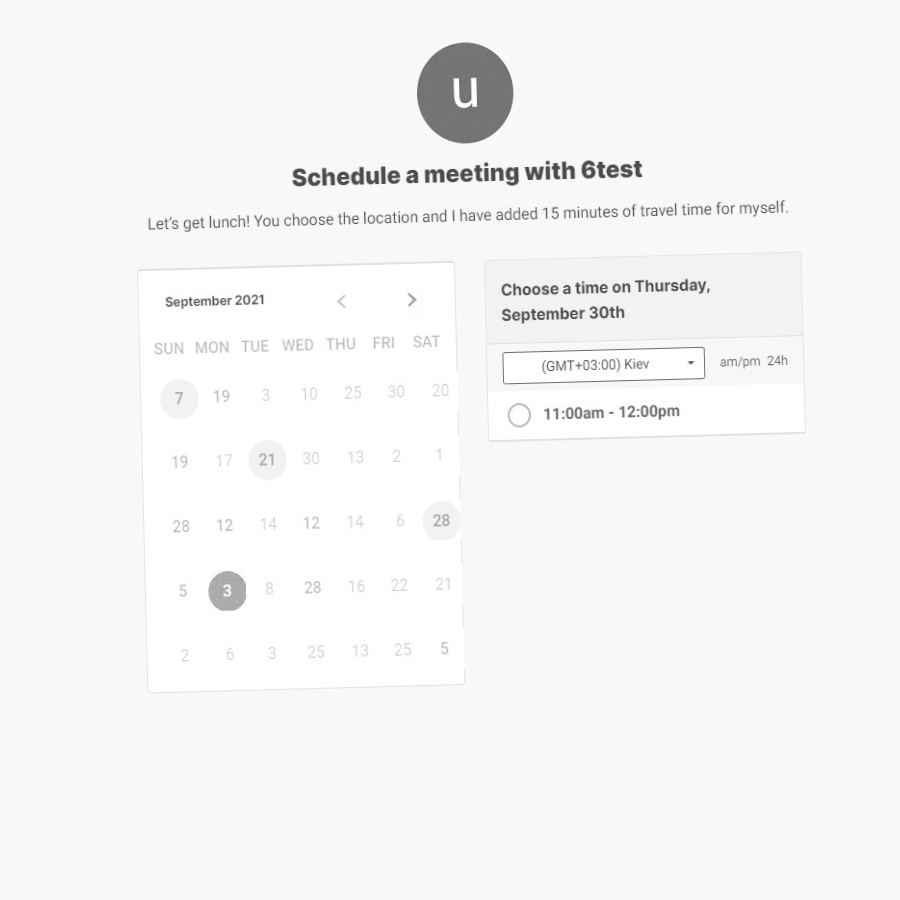 u
Schedule a meeting with 6test
Let's get lunch! You choose the location and I have added 15 minutes of travel time for myself.
September 2021
SUN MON TUE WED THU FRI SAT
7 19 3 10 25 30 20
19 17 21 30 13 2 1
28 12 14 12 14 6 28
5 3 8 28 16 22 21
2 6 3 25 13 25 5
Choose a time on Thursday,
September 30th
(GMT+03:00) Kiev am/pm 24h
11:00am - 12:00pm